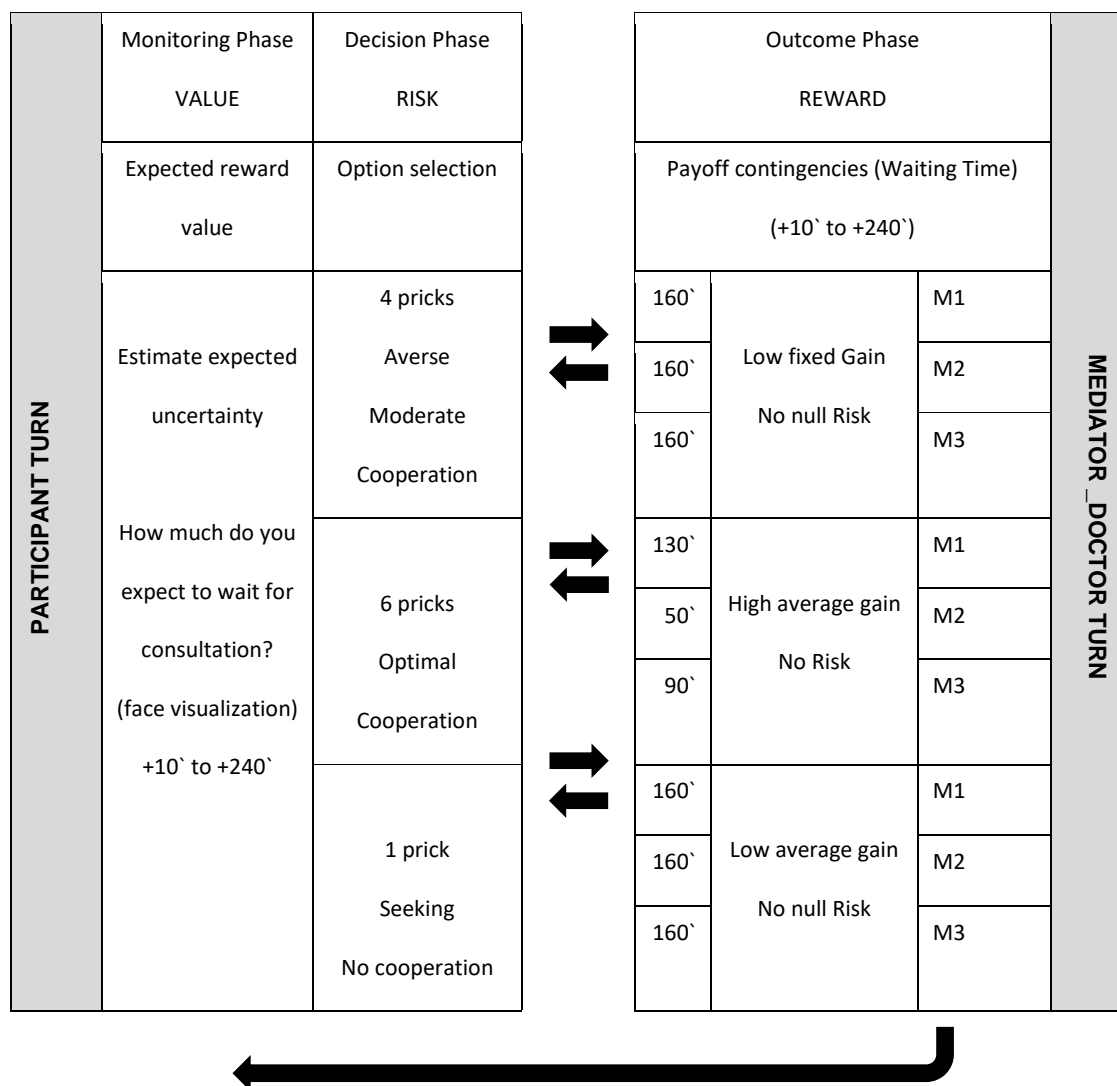 PARTICIPANT TURN
Monitoring Phase
VALUE
Decision Phase
RISK
Outcome Phase
REWARD
Expected reward
value
Option selection
Payoff contingencies (Waiting Time)
(+10` to +240`)
Estimate expected
uncertainty
How much do you
expect to wait for
consultation?
(face visualization)
+10` to +240`
4 pricks
Averse
Moderate
Cooperation
160`
160`
160`
Low fixed Gain
No null Risk
M1
M2
M3
6 pricks
Optimal
Cooperation
130`
50`
90`
High average gain
No Risk
M1
M2
M3
1 prick
Seeking
No cooperation
160`
160`
160`
Low average gain
No null Risk
M1
M2
M3
MEDIATOR _DOCTOR TURN